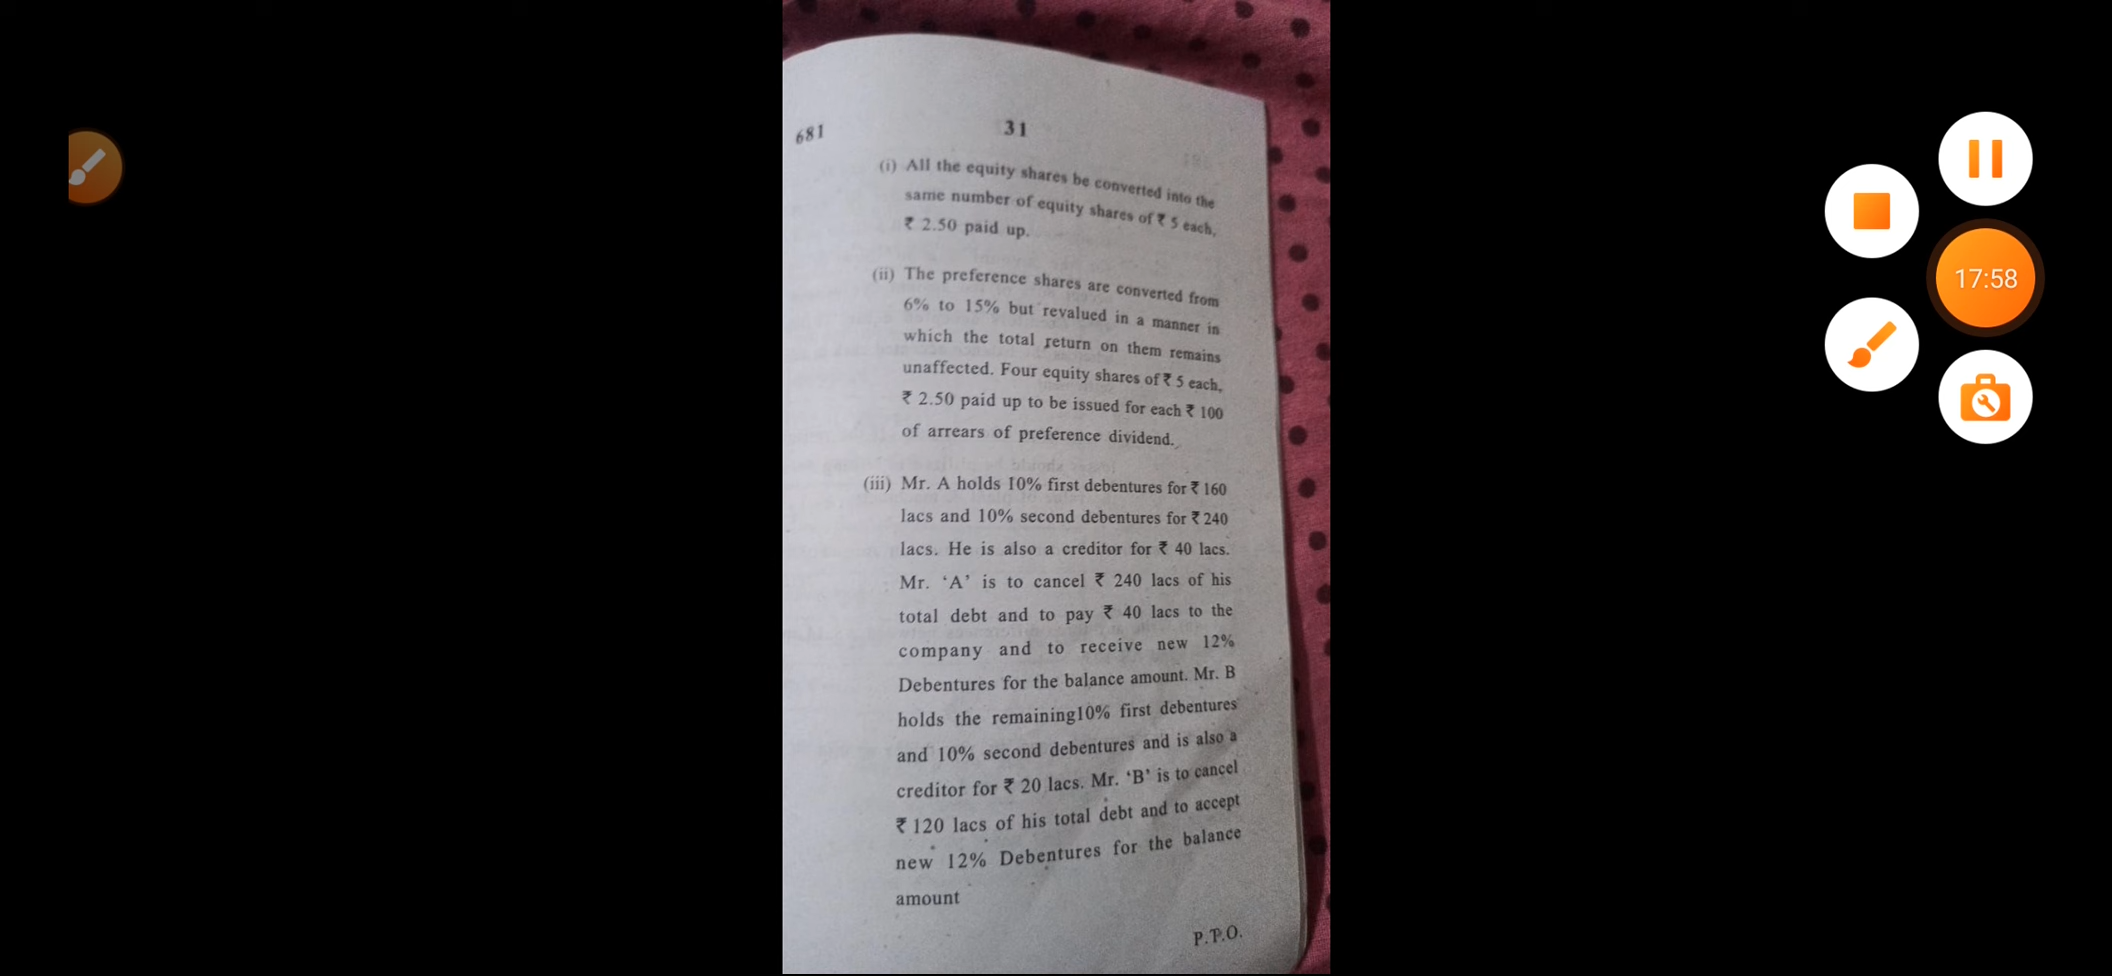 681
31
(i) All the equity shares be converted into the
same number of equity shares of ₹ 5 each,
₹ 2.50 paid up.
(ii) The preference shares are converted from
6% to 15% but revalued in a manner in
which the total return on them remains
unaffected. Four equity shares of ₹ 5 each,
₹ 2.50 paid up to be issued for each ₹ 100
of arrears of preference dividend.
(iii) Mr. A holds 10% first debentures for ₹ 160
lacs and 10% second debentures for ₹ 240
lacs. He is also a creditor for ₹ 40 lacs.
Mr. ‘A’ is to cancel ₹ 240 lacs of his
total debt and to pay ₹ 40 lacs to the
company and to receive new 12%
Debentures for the balance amount. Mr. B
holds the remaining10% first debentures
and 10% second debentures and is also a
creditor for ₹ 20 lacs. Mr. ‘B’ is to cancel
₹ 120 lacs of his total debt and to accept
new 12% Debentures for the balance
amount
P.T.O.
17:58